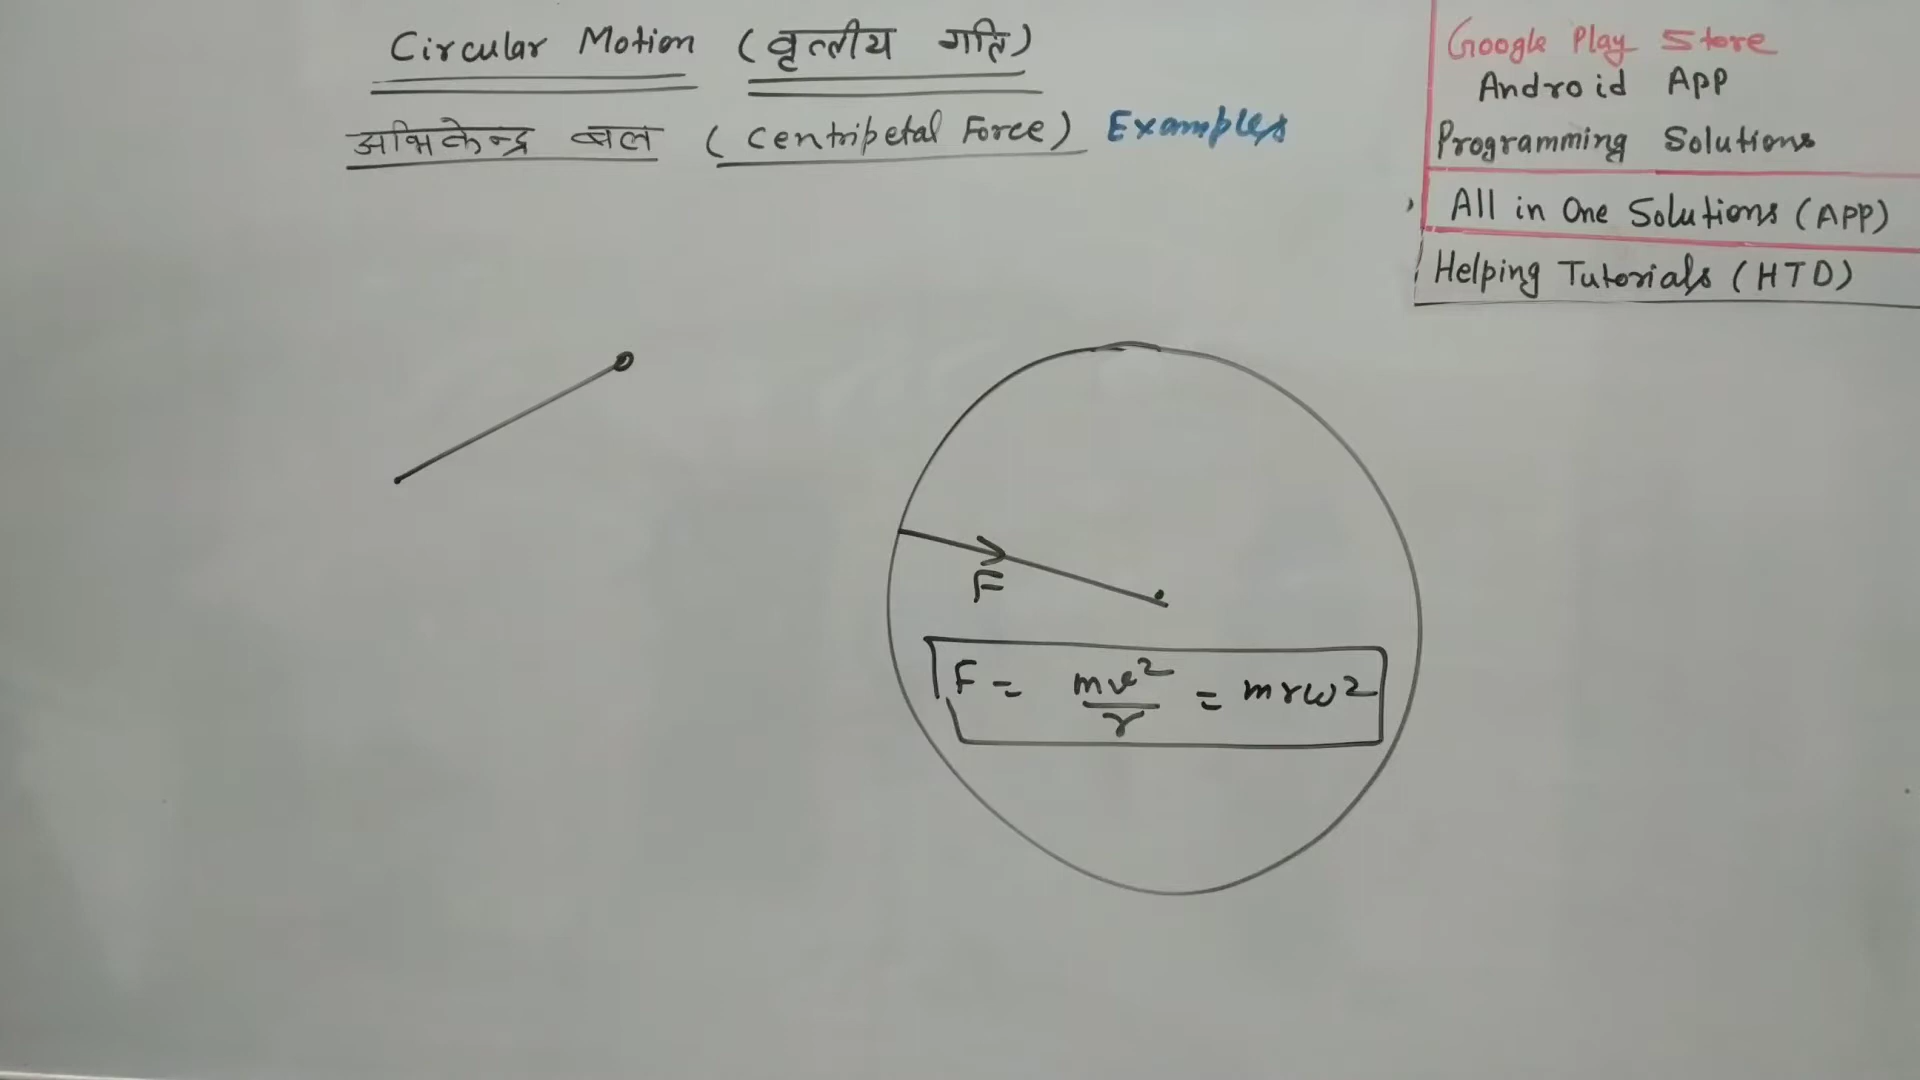 Circular Motion (वृत्तीय गति)
अभिकेन्द्र बल (Centripetal Force) Examples
Google Play Store
Android APP
Programming Solutions
All in One Solutions (APP)
Helping Tutorials (HTD)
F
F = mv²/r = mrω²